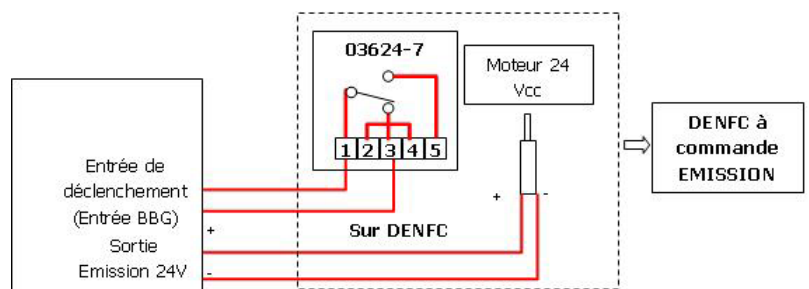 03624-7
Moteur 24
Vcc
1 2 3 4 5
DENFC à
commande
EMISSION
Entrée de
déclenchement
(Entrée BBG)
+
Sortie
Emission 24V
-
Sur DENFC
+
-